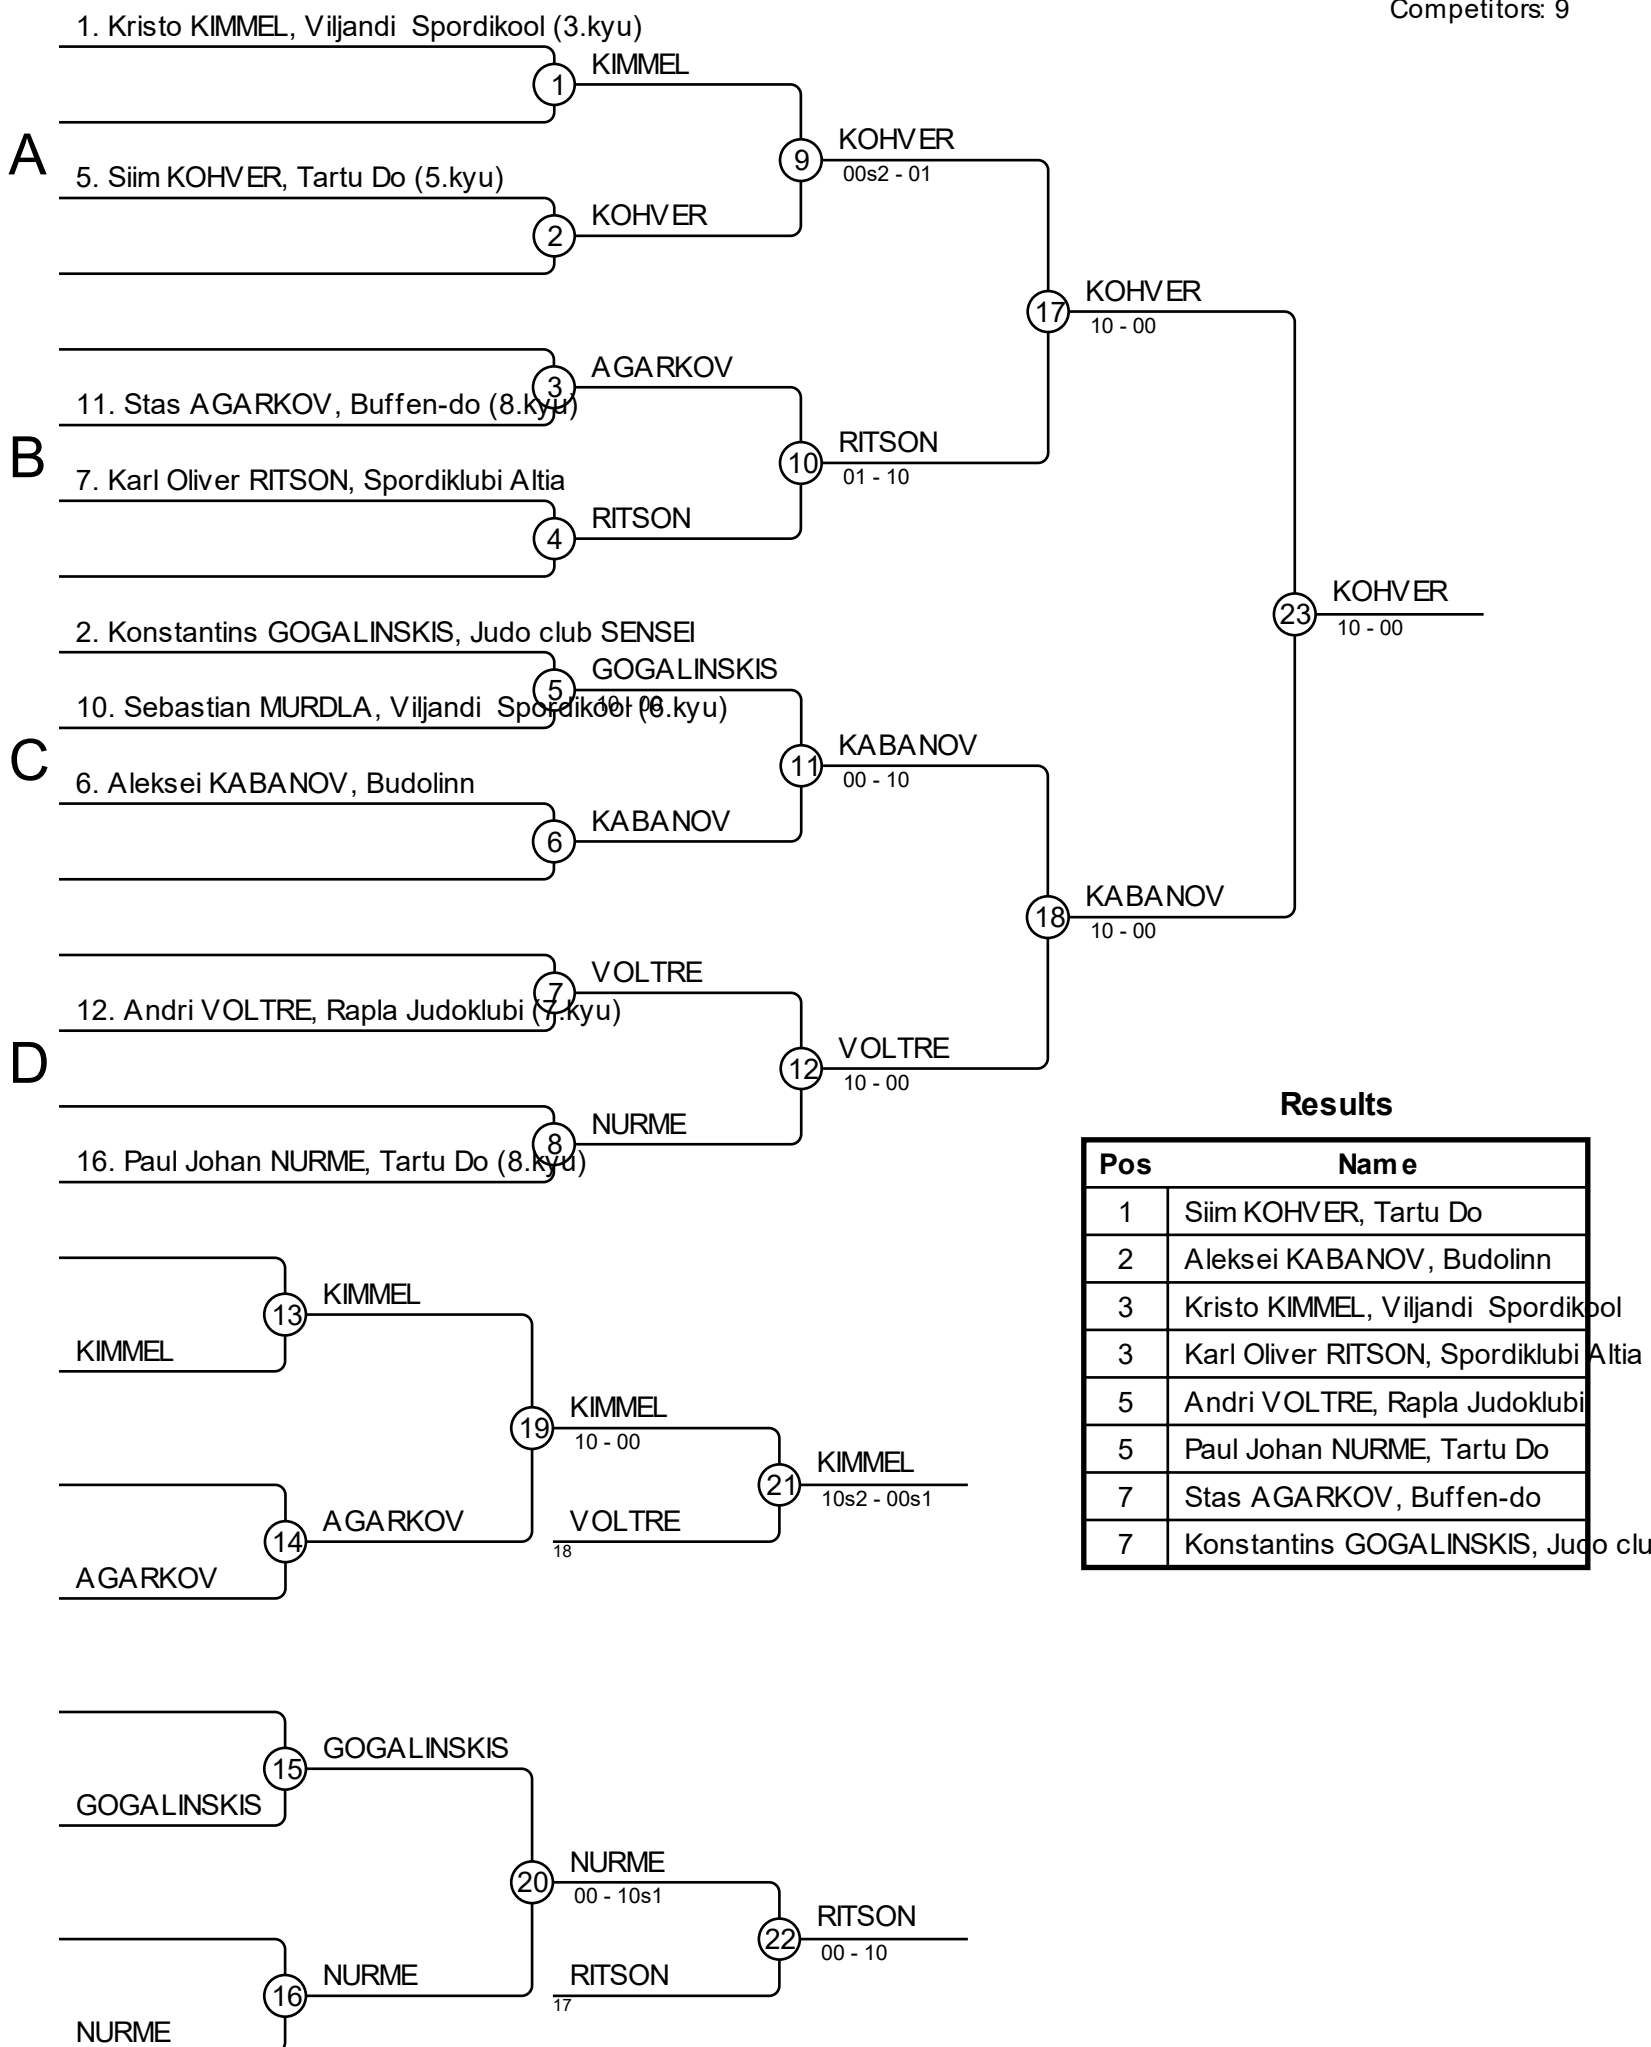 Competitors: 9
1. Kristo KIMMEL, Viljandi Spordikool (3.kyu)
1
KIMMEL
A
9
KOHVER
00s2 - 01
5. Siim KOHVER, Tartu Do (5.kyu)
2
KOHVER
17
KOHVER
10 - 00
3
AGARKOV
11. Stas AGARKOV, Buffen-do (8.kyu)
B
10
RITSON
01 - 10
7. Karl Oliver RITSON, Spordiklubi Altia
4
RITSON
23
KOHVER
10 - 00
2. Konstantins GOGALINSKIS, Judo club SENSEI
5
GOGALINSKIS
10 - 00
10. Sebastian MURDLA, Viljandi Spordikool (6.kyu)
C
11
KABANOV
00 - 10
6. Aleksei KABANOV, Budolinn
6
KABANOV
18
KABANOV
10 - 00
7
VOLTRE
12. Andri VOLTRE, Rapla Judoklubi (7.kyu)
D
12
VOLTRE
10 - 00
8
NURME
16. Paul Johan NURME, Tartu Do (8.kyu)
Results
Pos Name
1 Siim KOHVER, Tartu Do
2 Aleksei KABANOV, Budolinn
3 Kristo KIMMEL, Viljandi Spordikool
3 Karl Oliver RITSON, Spordiklubi Altia
5 Andri VOLTRE, Rapla Judoklubi
5 Paul Johan NURME, Tartu Do
7 Stas AGARKOV, Buffen-do
7 Konstantins GOGALINSKIS, Judo clu
13
KIMMEL
KIMMEL
19
KIMMEL
10 - 00
21
KIMMEL
10s2 - 00s1
14
AGARKOV
VOLTRE
18
AGARKOV
15
GOGALINSKIS
GOGALINSKIS
20
NURME
00 - 10s1
22
RITSON
00 - 10
16
NURME
RITSON
17
NURME